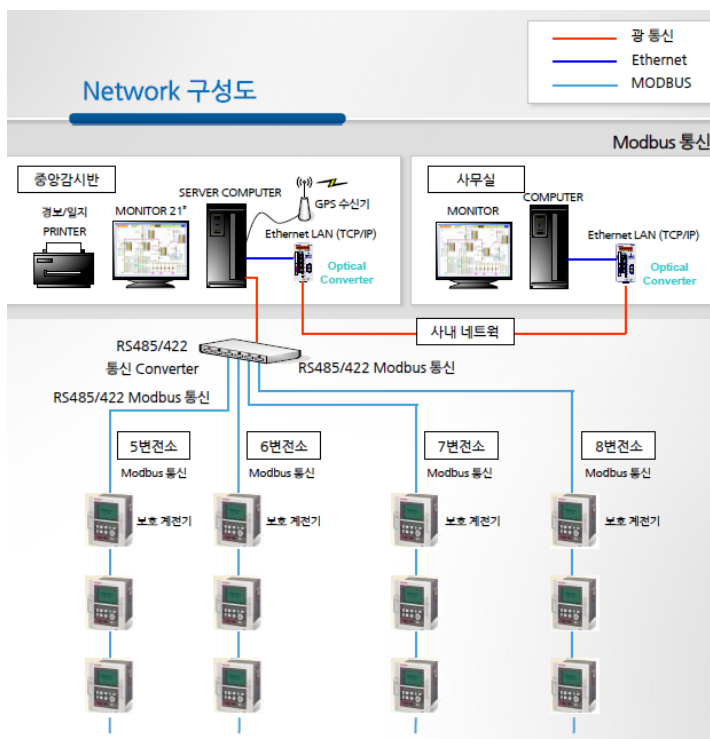 광 통신
Ethernet
MODBUS
Network 구성도
Modbus 통신
중앙감시반
사무실
SERVER COMPUTER
COMPUTER
경보/일지
PRINTER
MONITOR 21"
GPS 수신기
MONITOR
Ethernet LAN (TCP/IP)
Ethernet LAN (TCP/IP)
Optical
Converter
Optical
Converter
사내 네트웍
RS485/422
통신 Converter
RS485/422 Modbus 통신
RS485/422 Modbus 통신
5변전소
6변전소
7변전소
8변전소
Modbus 통신
Modbus 통신
Modbus 통신
Modbus 통신
보호 계전기
보호 계전기
보호 계전기
보호 계전기